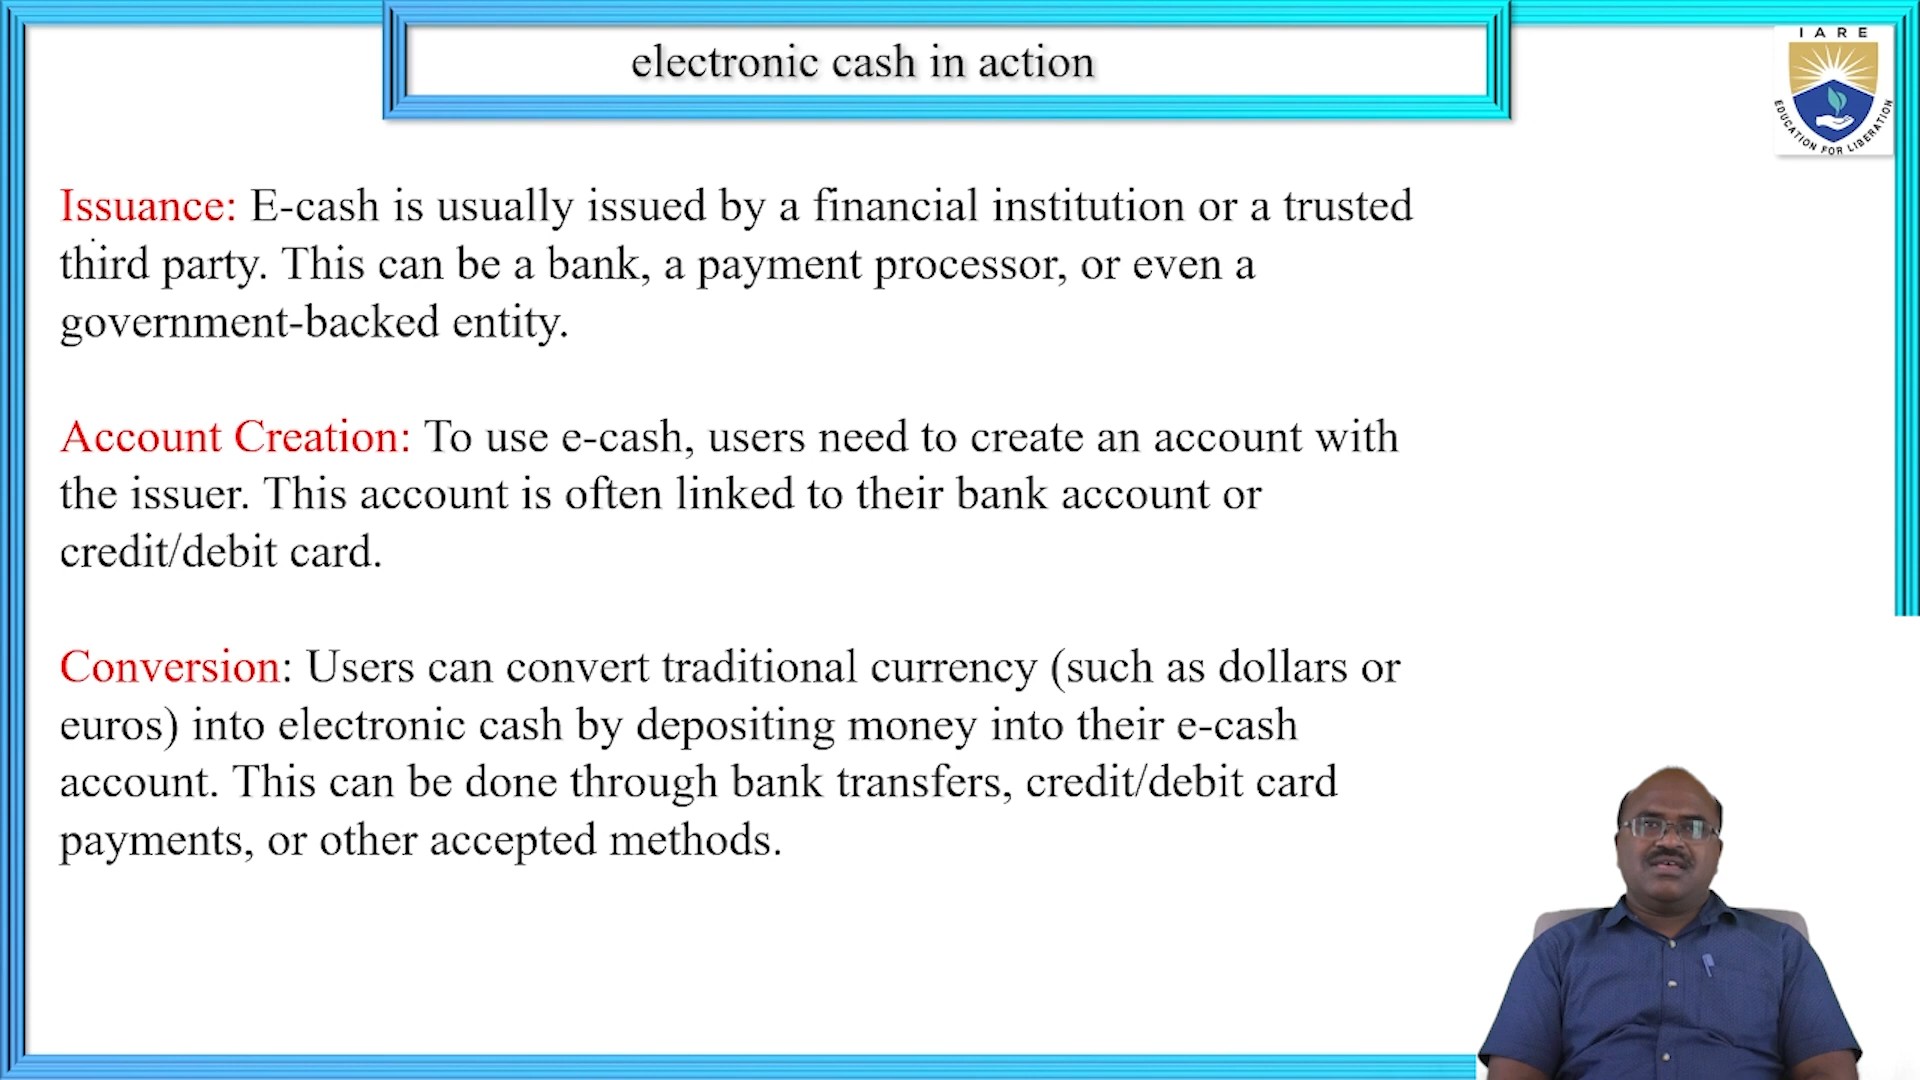 electronic cash in action
I A R E
EDUCATION FOR LIBERATION
Issuance: E-cash is usually issued by a financial institution or a trusted
third party. This can be a bank, a payment processor, or even a
government-backed entity.
Account Creation: To use e-cash, users need to create an account with
the issuer. This account is often linked to their bank account or
credit/debit card.
Conversion: Users can convert traditional currency (such as dollars or
euros) into electronic cash by depositing money into their e-cash
account. This can be done through bank transfers, credit/debit card
payments, or other accepted methods.